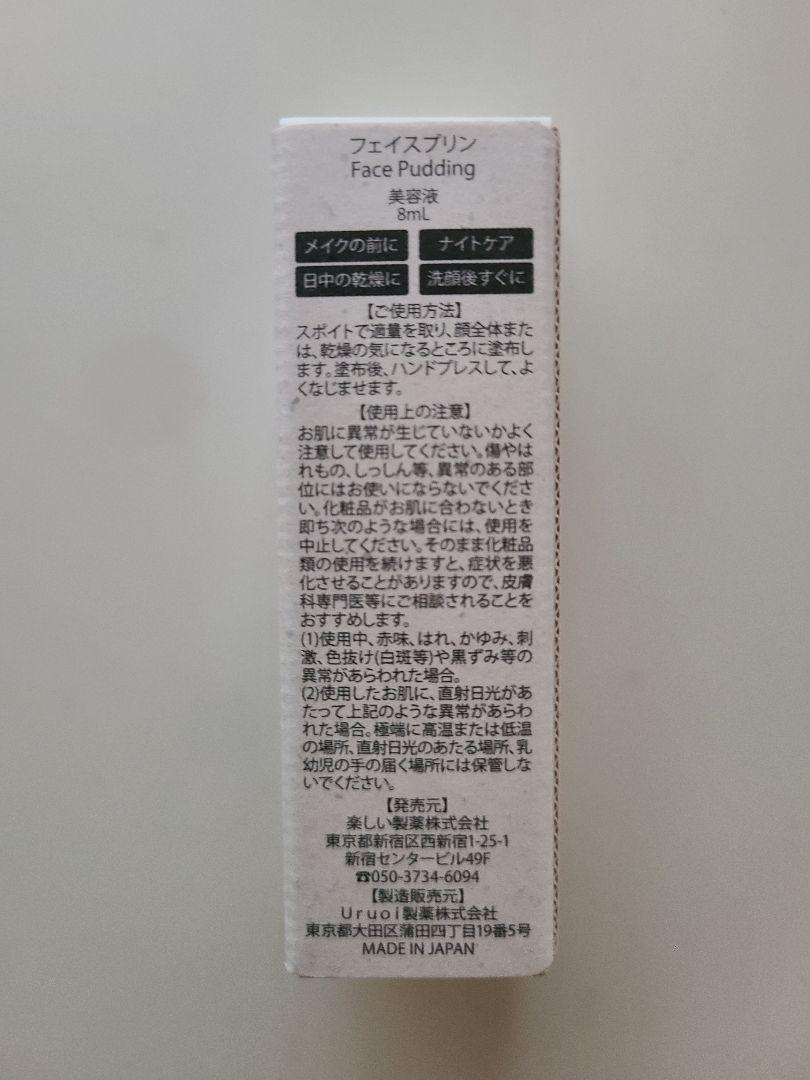 フェイスプリン
Face Pudding
美容液
8mL
メイクの前に ナイトケア
日中の乾燥に 洗顔後すぐに
【ご使用方法】
スポイトで適量を取り、顔全体また
は、乾燥の気になるところに塗布し
ます。塗布後、ハンドプレスして、よ
くなじませます。
【使用上の注意】
お肌に異常が生じていないかよく
注意して使用してください。傷やは
れもの、しっしん等、異常のある部
位にはお使いにならないでくださ
い。化粧品がお肌に合わないとき
即ち次のような場合には、使用を
中止してください。そのまま化粧品
類の使用を続けますと、症状を悪
化させることがありますので、皮膚
科専門医等にご相談されることを
おすすめします。
(1)使用中、赤味、はれ、かゆみ、刺
激、色抜け(白斑等)や黒ずみ等の
異常があらわれた場合。
(2)使用したお肌に、直射日光があ
たって上記のような異常があらわ
れた場合。極端に高温または低温
の場所、直射日光のあたる場所、乳
幼児の手の届く場所には保管しな
いでください。
【発売元】
楽しい製薬株式会社
東京都新宿区西新宿1-25-1
新宿センタービル49F
☎050-3734-6094
【製造販売元】
Uruoi製薬株式会社
東京都大田区蒲田四丁目19番5号
MADE IN JAPAN